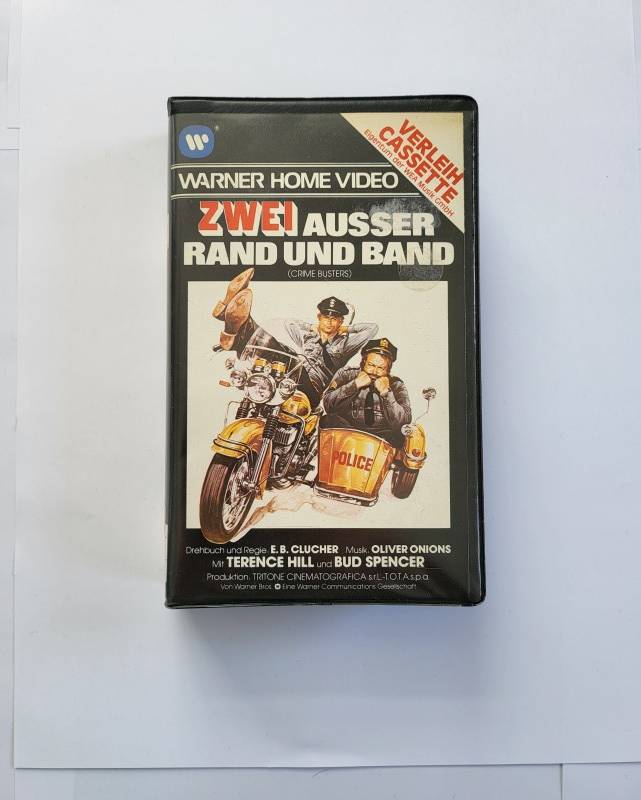 W
VERLEIH
CASSETTE
Eigentum der WEA Musik GmbH
WARNER HOME VIDEO
ZWEI AUSSER
RAND UND BAND
(CRIME BUSTERS)
POLICE
Drehbuch und Regie: E.B. CLUCHER Musik: OLIVER ONIONS
Mit TERENCE HILL und BUD SPENCER
Produktion: TRITONE CINEMATOGRAFICA s.r.L.-T.O.T.A.s.p.a.
Von Warner Bros. Eine Warner Communications Gesellschaft